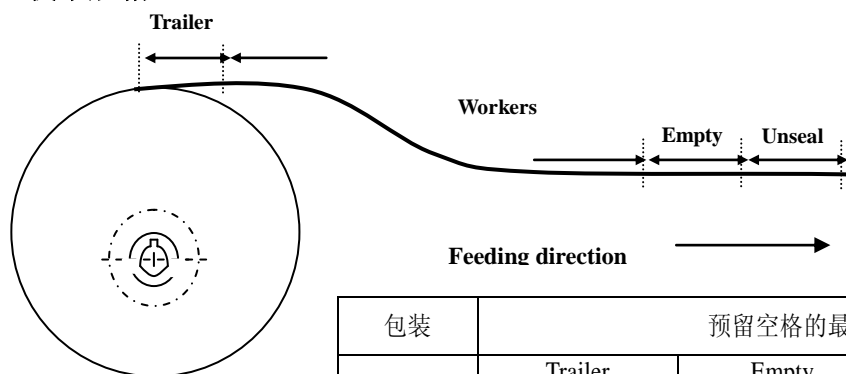 Trailer
Workers
Empty Unseal
Feeding direction
包装 预留空格的最
Trailer Empty